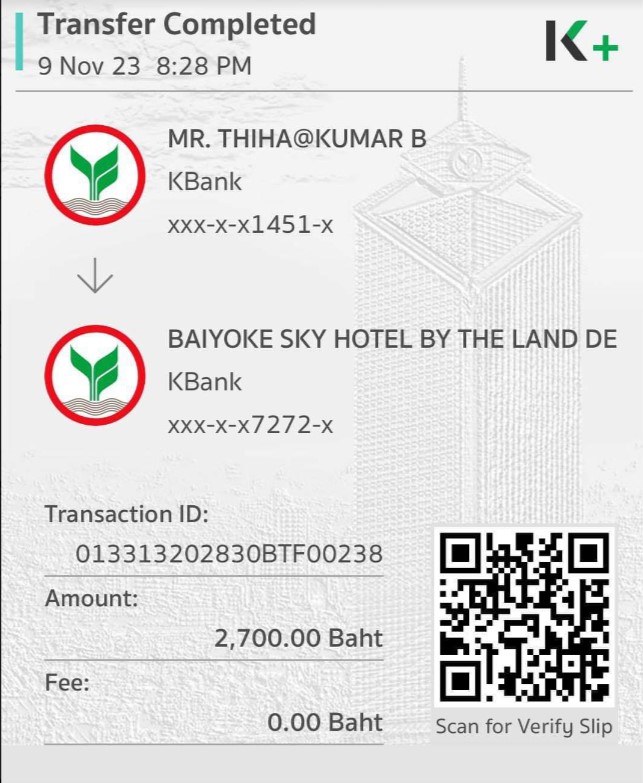 Transfer Completed
9 Nov 23 8:28 PM
K+
MR. THIHA@KUMAR B
KBank
xxx-x-x1451-x
BAIYOKE SKY HOTEL BY THE LAND DE
KBank
xxx-x-x7272-x
Transaction ID:
013313202830BTF00238
Amount:
2,700.00 Baht
Fee:
0.00 Baht
Scan for Verify Slip